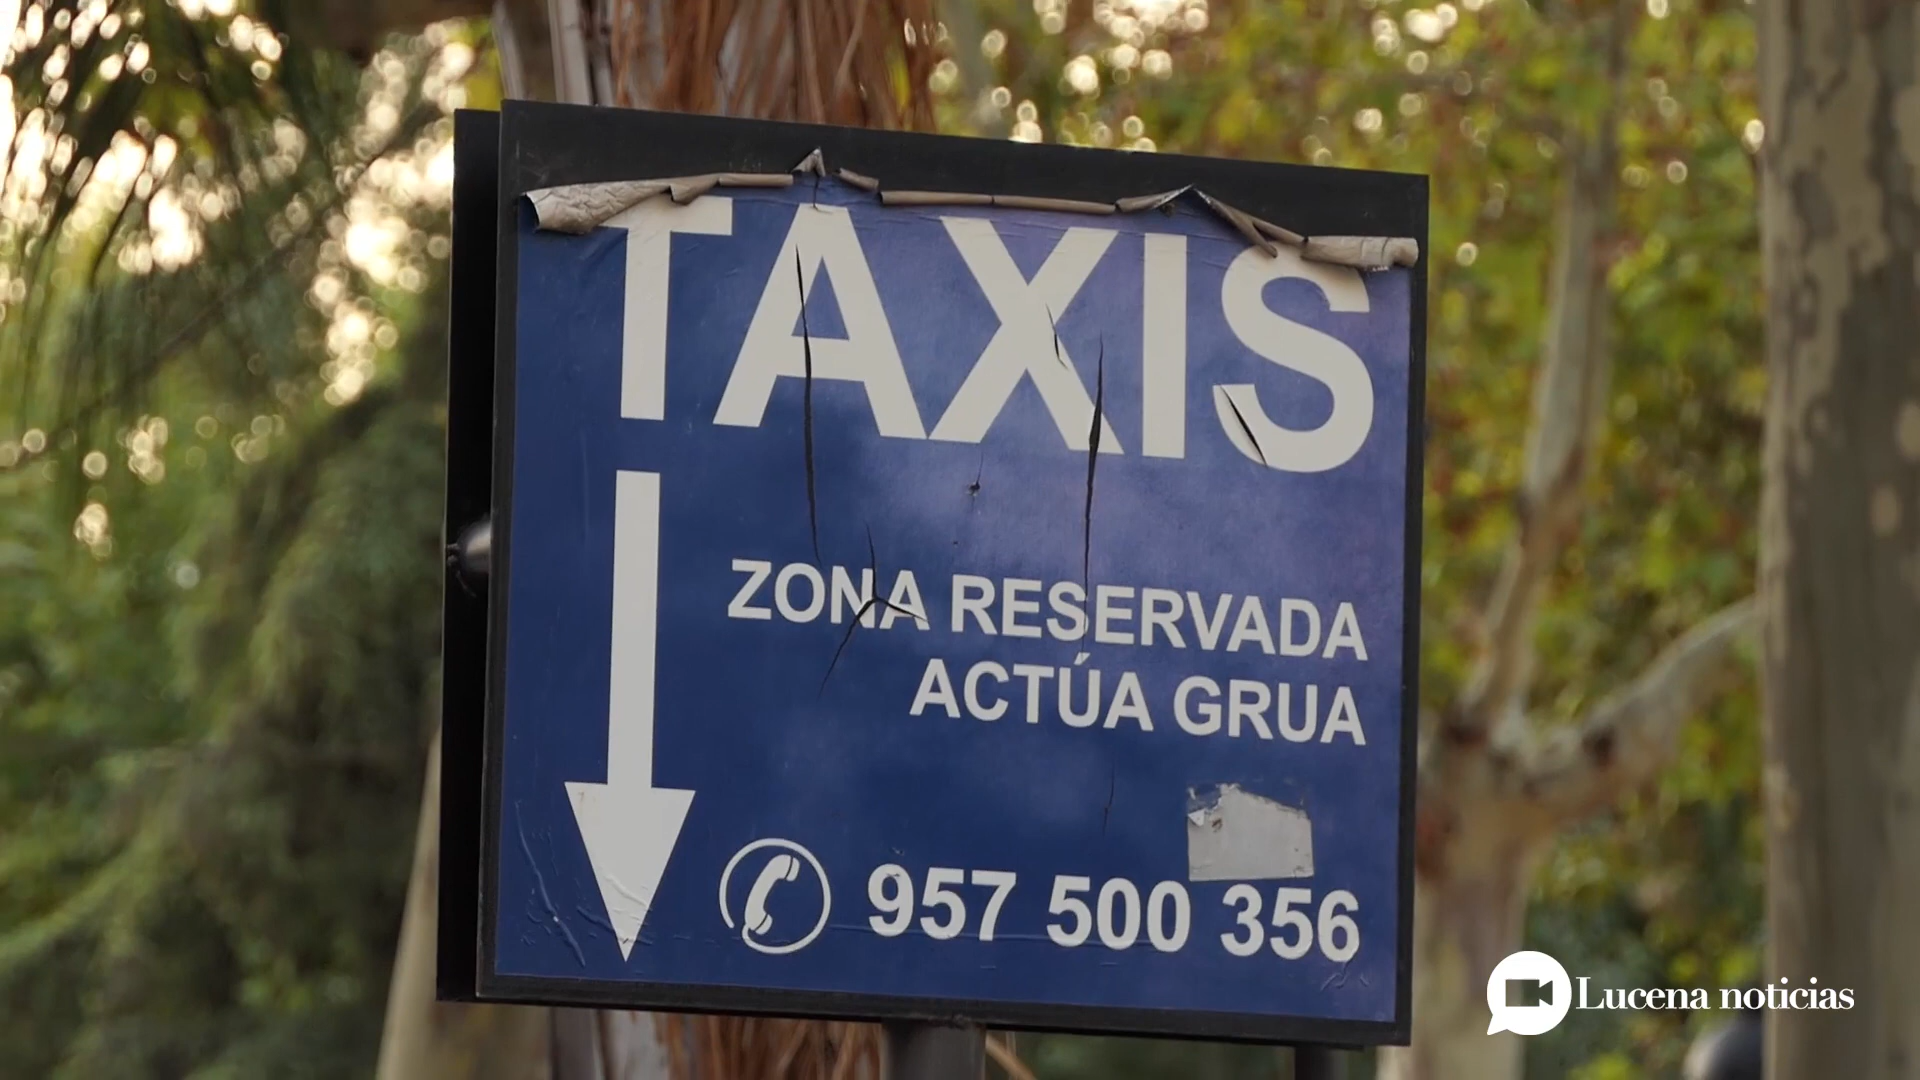 TAXIS
ZONA RESERVADA
ACTÚA GRUA
957 500 356
Lucena noticias